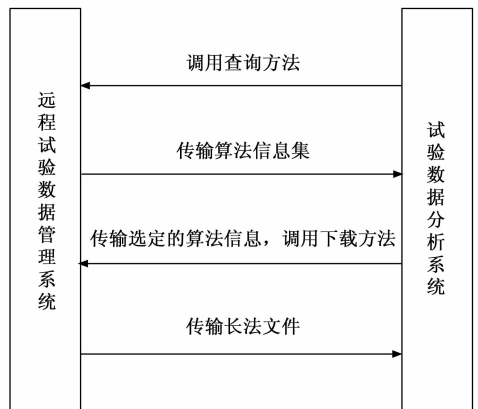 调用查询方法
远程试验数据管理系统
传输算法信息集
试验数据分析系统
传输选定的算法信息，调用下载方法
传输长法文件